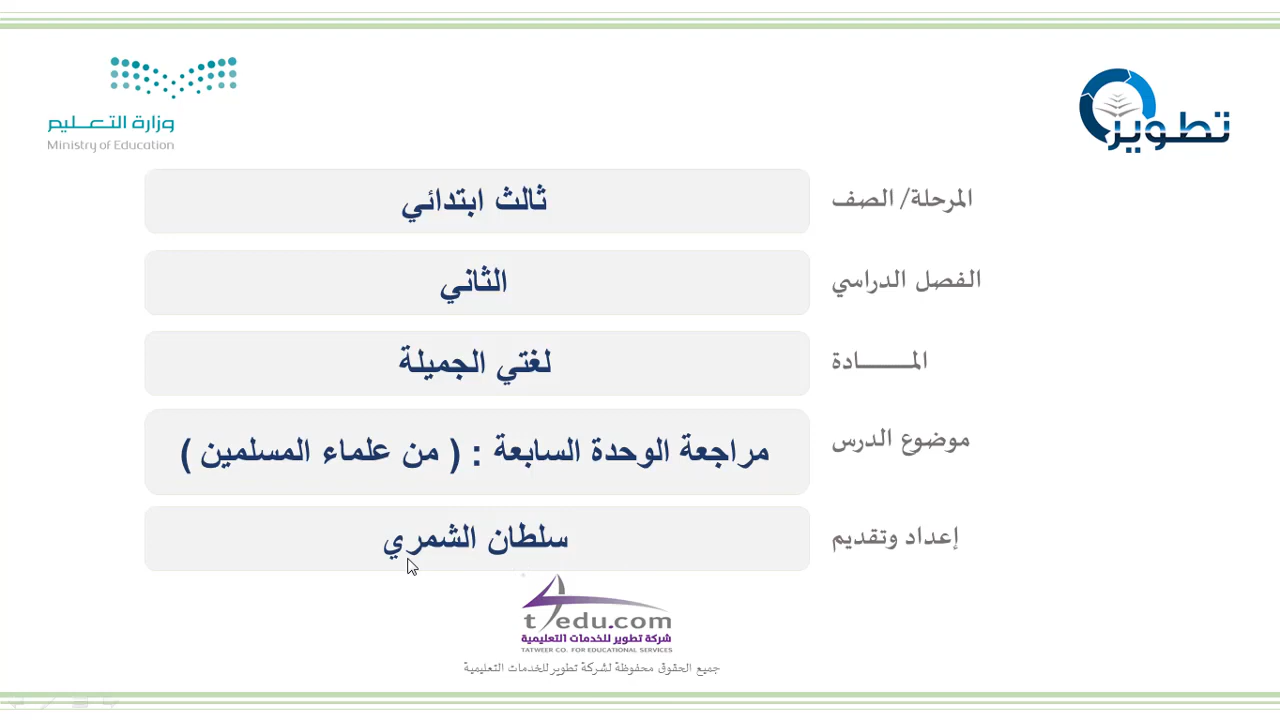 وزارة التعليم
Ministry of Education
تطوير
المرحلة/ الصف
ثالث ابتدائي
الفصل الدراسي
الثاني
المـــــــادة
لغتي الجميلة
موضوع الدرس
مراجعة الوحدة السابعة : ( من علماء المسلمين )
إعداد وتقديم
سلطان الشمري
t4edu.com
شركة تطوير للخدمات التعليمية
TATWEER CO. FOR EDUCATIONAL SERVICES
جميع الحقوق محفوظة لشركة تطوير للخدمات التعليمية